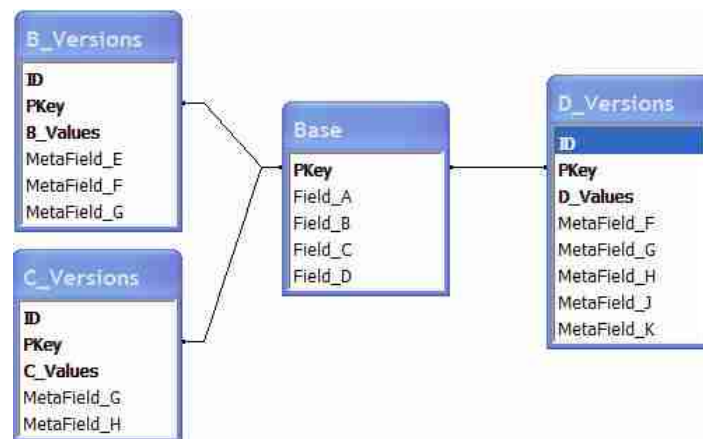 B_Versions
ID
PKey
B_Values
MetaField_E
MetaField_F
MetaField_G
C_Versions
ID
PKey
C_Values
MetaField_G
MetaField_H
Base
PKey
Field_A
Field_B
Field_C
Field_D
D_Versions
ID
PKey
D_Values
MetaField_F
MetaField_G
MetaField_H
MetaField_J
MetaField_K